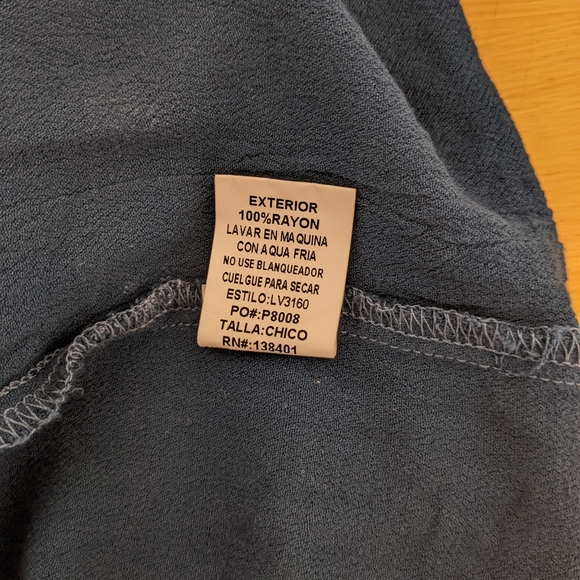 EXTERIOR
100%RAYON
LAVAR EN MAQUINA
CON AQUA FRIA
NO USE BLANQUEADOR
CUELGUE PARA SECAR
ESTILO:LV3160
PO#:P8008
TALLA:CHICO
RN#:138401